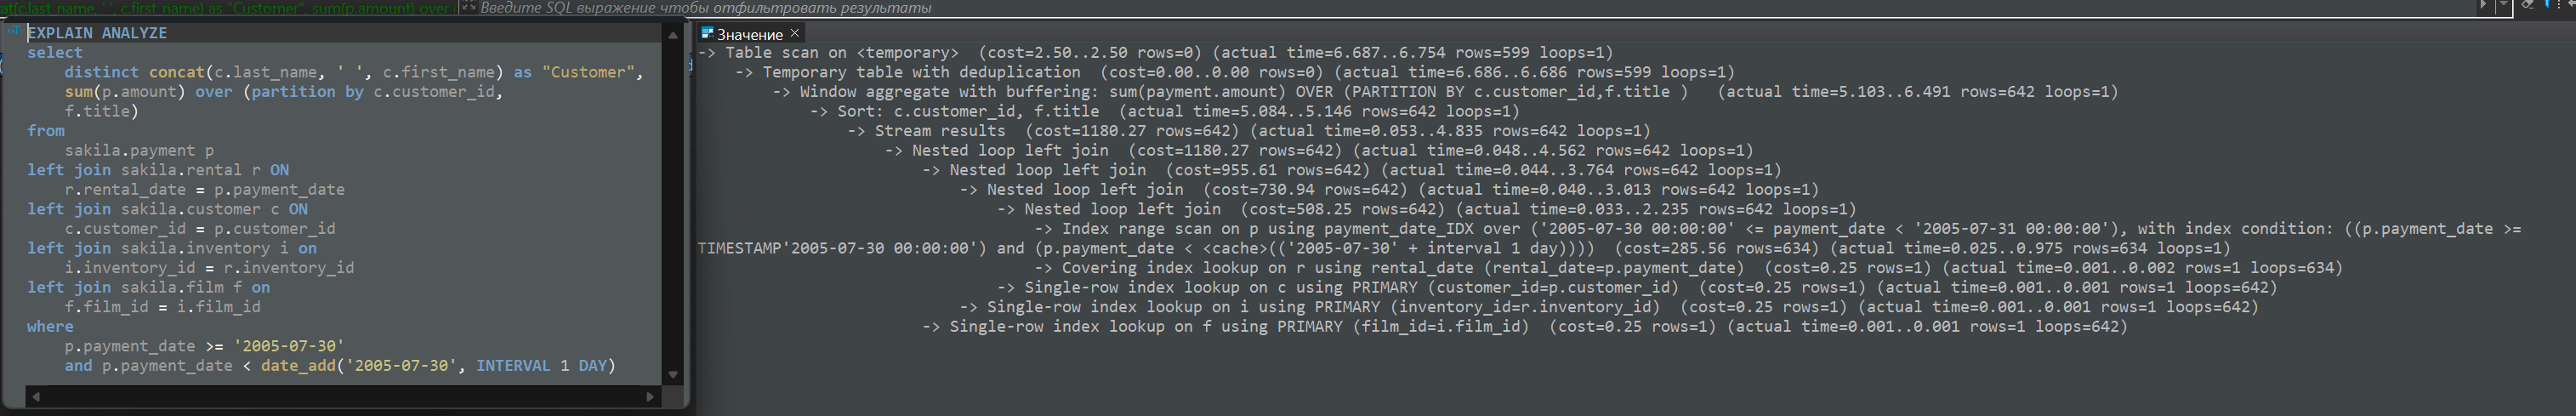 at(c.last_name, ' ', c.first_name) as "Customer", sum(p.amount) over
Введите SQL выражение чтобы отфильтровать результаты
EXPLAIN ANALYZE
select
distinct concat(c.last_name, ' ', c.first_name) as "Customer",
sum(p.amount) over (partition by c.customer_id,
f.title)
from
sakila.payment p
left join sakila.rental r ON
r.rental_date = p.payment_date
left join sakila.customer c ON
c.customer_id = p.customer_id
left join sakila.inventory i on
i.inventory_id = r.inventory_id
left join sakila.film f on
f.film_id = i.film_id
where
p.payment_date >= '2005-07-30'
and p.payment_date < date_add('2005-07-30', INTERVAL 1 DAY)
Значение
-> Table scan on <temporary>  (cost=2.50..2.50 rows=0) (actual time=6.687..6.754 rows=599 loops=1)
-> Temporary table with deduplication  (cost=0.00..0.00 rows=0) (actual time=6.686..6.686 rows=599 loops=1)
-> Window aggregate with buffering: sum(payment.amount) OVER (PARTITION BY c.customer_id,f.title )   (actual time=5.103..6.491 rows=642 loops=1)
-> Sort: c.customer_id, f.title  (actual time=5.084..5.146 rows=642 loops=1)
-> Stream results  (cost=1180.27 rows=642) (actual time=0.053..4.835 rows=642 loops=1)
-> Nested loop left join  (cost=1180.27 rows=642) (actual time=0.048..4.562 rows=642 loops=1)
-> Nested loop left join  (cost=955.61 rows=642) (actual time=0.044..3.764 rows=642 loops=1)
-> Nested loop left join  (cost=730.94 rows=642) (actual time=0.040..3.013 rows=642 loops=1)
-> Nested loop left join  (cost=508.25 rows=642) (actual time=0.033..2.235 rows=642 loops=1)
-> Index range scan on p using payment_date_IDX over ('2005-07-30 00:00:00' <= payment_date < '2005-07-31 00:00:00'), with index condition: ((p.payment_date >=
TIMESTAMP'2005-07-30 00:00:00') and (p.payment_date < <cache>(('2005-07-30' + interval 1 day))))  (cost=285.56 rows=634) (actual time=0.025..0.975 rows=634 loops=1)
-> Covering index lookup on r using rental_date (rental_date=p.payment_date)  (cost=0.25 rows=1) (actual time=0.001..0.002 rows=1 loops=634)
-> Single-row index lookup on c using PRIMARY (customer_id=p.customer_id)  (cost=0.25 rows=1) (actual time=0.001..0.001 rows=1 loops=642)
-> Single-row index lookup on i using PRIMARY (inventory_id=r.inventory_id)  (cost=0.25 rows=1) (actual time=0.001..0.001 rows=1 loops=642)
-> Single-row index lookup on f using PRIMARY (film_id=i.film_id)  (cost=0.25 rows=1) (actual time=0.001..0.001 rows=1 loops=642)